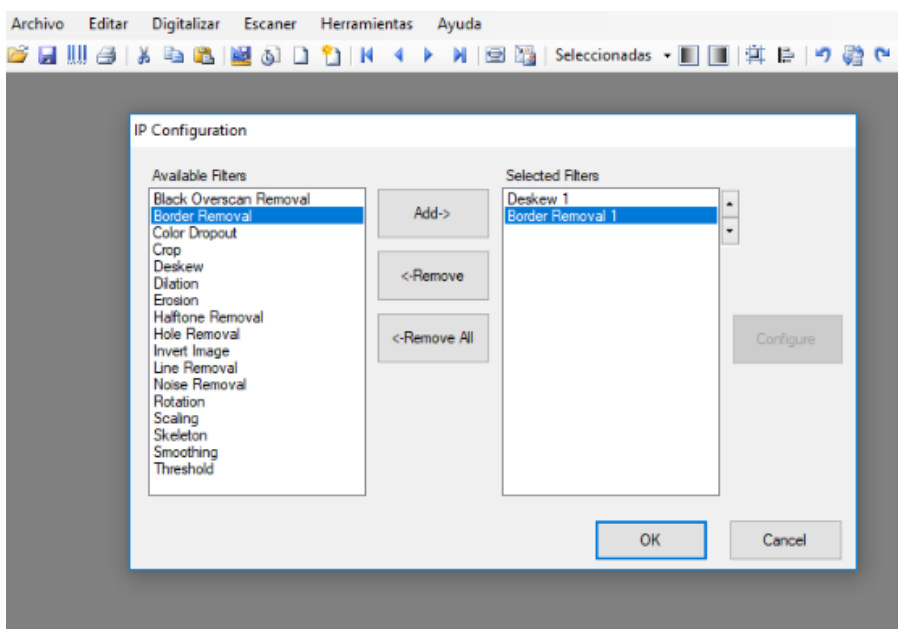 Archivo Editar Digitalizar Escaner Herramientas Ayuda
Seleccionadas
IP Configuration
Available Filters
Black Overscan Removal
Border Removal
Color Dropout
Crop
Deskew
Dilation
Erosion
Halftone Removal
Hole Removal
Invert Image
Line Removal
Noise Removal
Rotation
Scaling
Skeleton
Smoothing
Threshold
Add->
<-Remove
<-Remove All
Selected Filters
Deskew 1
Border Removal 1
Configure
OK Cancel